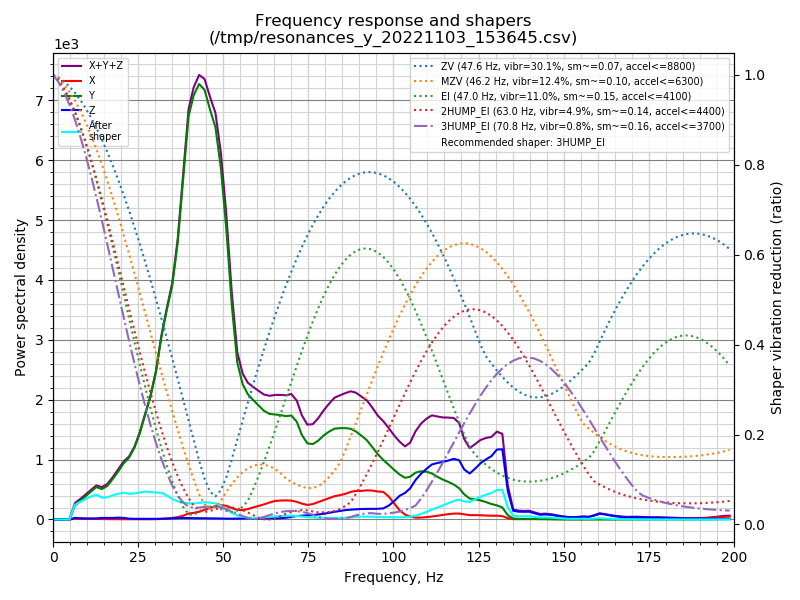 Frequency response and shapers
(/tmp/resonances_y_20221103_153645.csv)
1e3
X+Y+Z
X
Y
Z
After
shaper
ZV (47.6 Hz, vibr=30.1%, sm~=0.07, accel<=8800)
MZV (46.2 Hz, vibr=12.4%, sm~=0.10, accel<=6300)
EI (47.0 Hz, vibr=11.0%, sm~=0.15, accel<=4100)
2HUMP_EI (63.0 Hz, vibr=4.9%, sm~=0.14, accel<=4400)
3HUMP_EI (70.8 Hz, vibr=0.8%, sm~=0.16, accel<=3700)
Recommended shaper: 3HUMP_EI
7
6
5
4
3
2
1
0
Power spectral density
1.0
0.8
0.6
0.4
0.2
0.0
Shaper vibration reduction (ratio)
0 25 50 75 100 125 150 175 200
Frequency, Hz